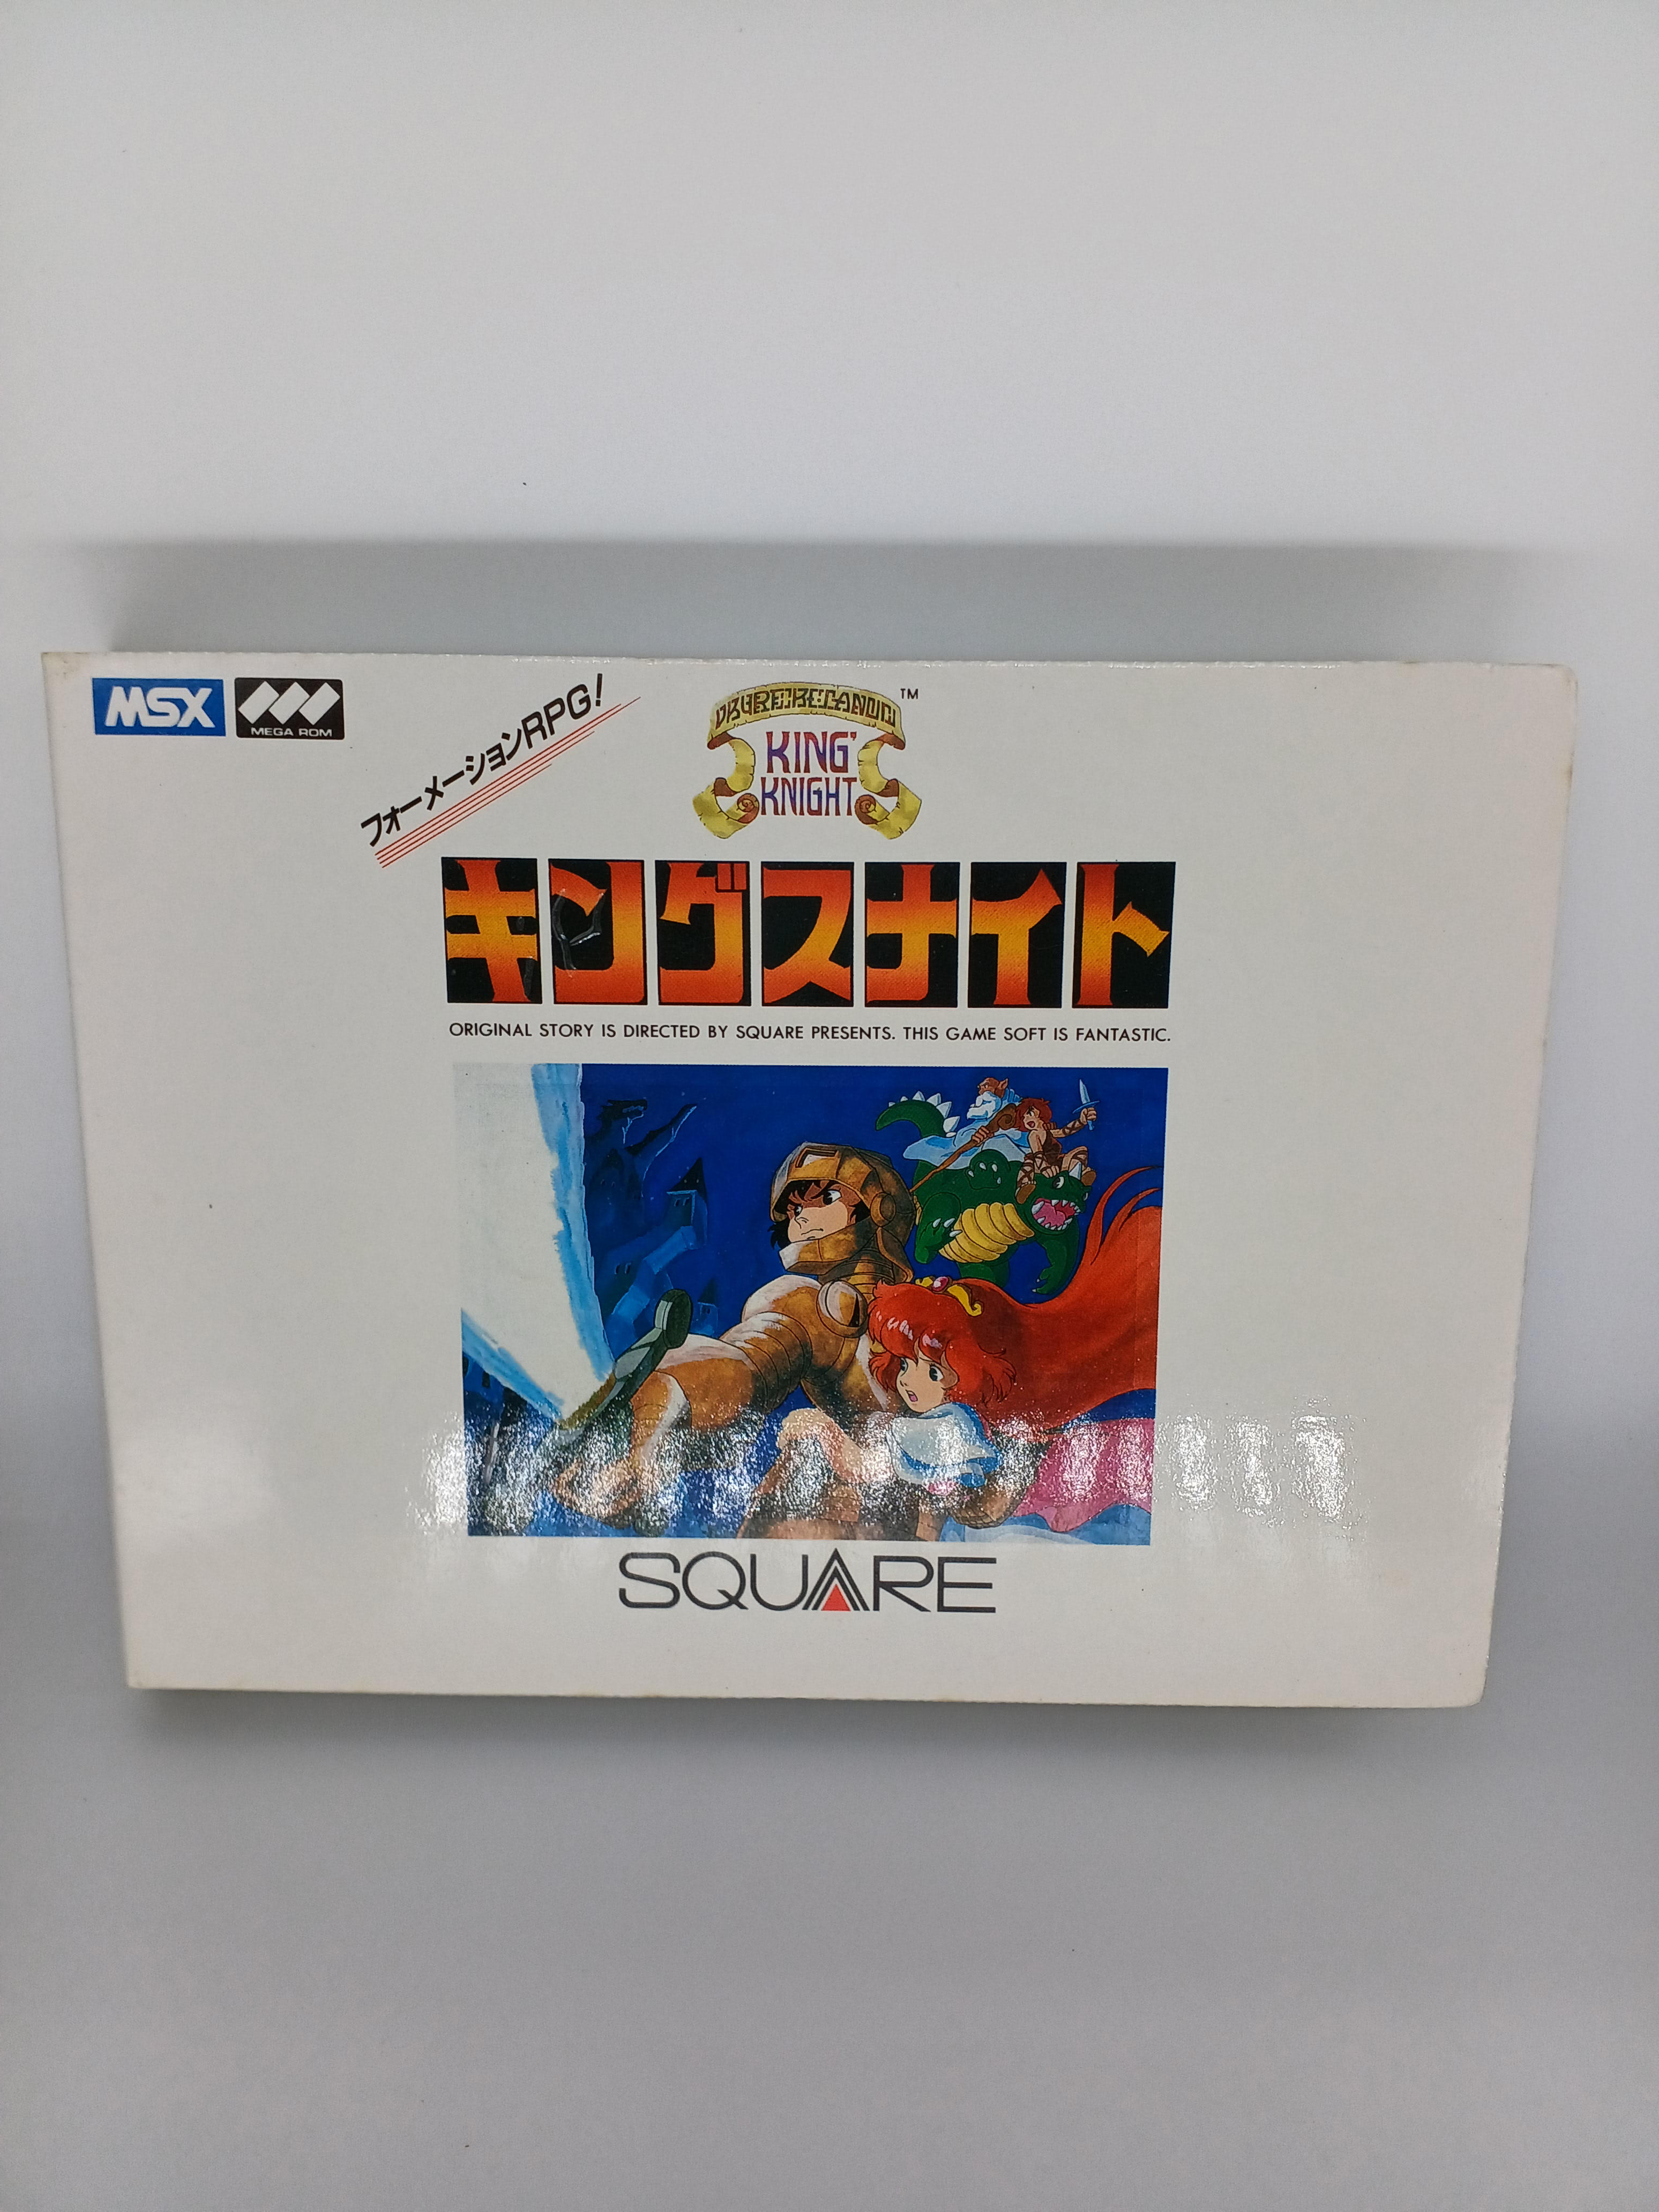 MSX
MEGA ROM
フォーメーションRPG!
TM
KING'
KNIGHT
キングスナイト
ORIGINAL STORY IS DIRECTED BY SQUARE PRESENTS. THIS GAME SOFT IS FANTASTIC.
SQUARE